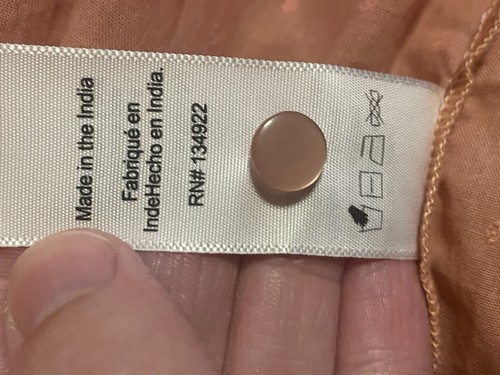 Made in the India
Fabriqué en
IndeHecho en India.
RN# 134922